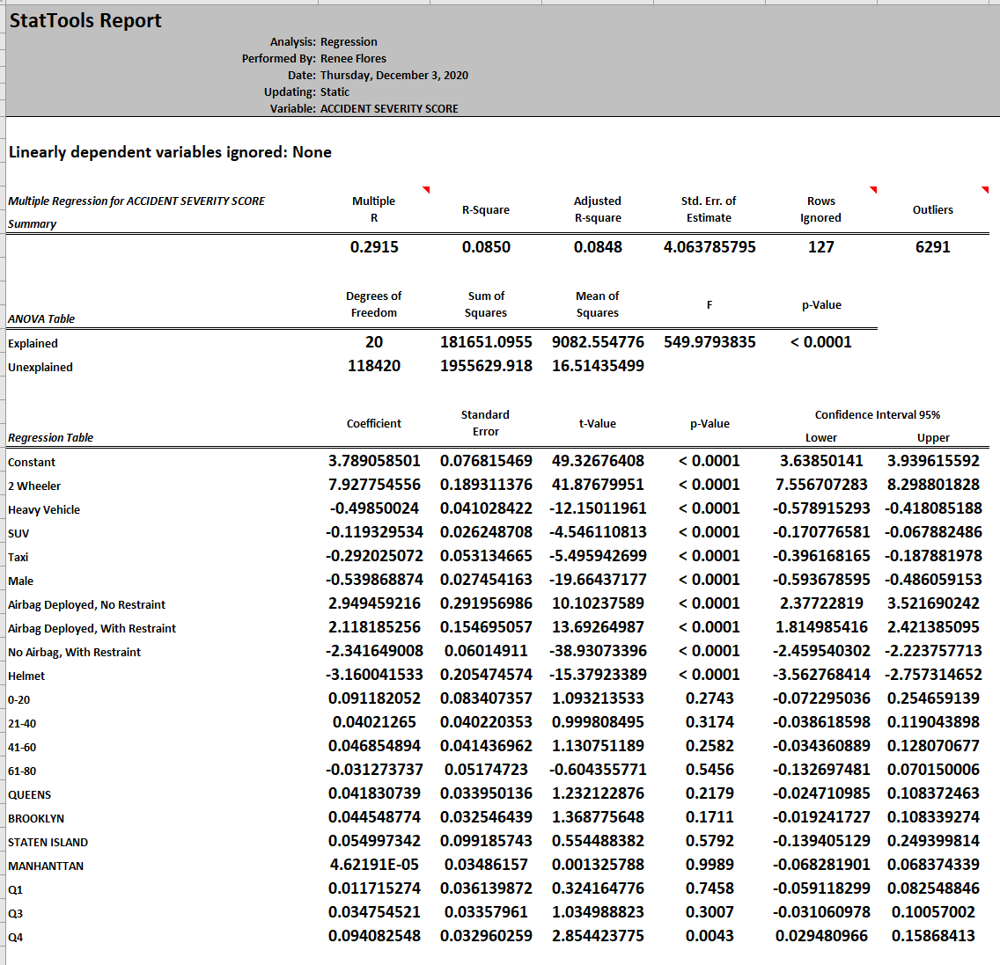 StatTools Report
Analysis: Regression
Performed By: Renee Flores
Date: Thursday, December 3, 2020
Updating: Static
Variable: ACCIDENT SEVERITY SCORE
Linearly dependent variables ignored: None
Multiple Regression for ACCIDENT SEVERITY SCORE
Summary
Multiple R R-Square Adjusted R-square Std. Err. of Estimate Rows Ignored Outliers
0.2915 0.0850 0.0848 4.063785795 127 6291
ANOVA Table
Degrees of Freedom Sum of Squares Mean of Squares F p-Value
Explained 20 181651.0955 9082.554776 549.9793835 < 0.0001
Unexplained 118420 1955629.918 16.51435499
Regression Table
Coefficient Standard Error t-Value p-Value Confidence Interval 95%
Lower Upper
Constant 3.789058501 0.076815469 49.32676408 < 0.0001 3.63850141 3.939615592
2 Wheeler 7.927754556 0.189311376 41.87679951 < 0.0001 7.556707283 8.298801828
Heavy Vehicle -0.49850024 0.041028422 -12.15011961 < 0.0001 -0.578915293 -0.418085188
SUV -0.119329534 0.026248708 -4.546110813 < 0.0001 -0.170776581 -0.067882486
Taxi -0.292025072 0.053134665 -5.495942699 < 0.0001 -0.396168165 -0.187881978
Male -0.539868874 0.027454163 -19.66437177 < 0.0001 -0.593678595 -0.486059153
Airbag Deployed, No Restraint 2.949459216 0.291956986 10.10237589 < 0.0001 2.37722819 3.521690242
Airbag Deployed, With Restraint 2.118185256 0.154695057 13.69264987 < 0.0001 1.814985416 2.421385095
No Airbag, With Restraint -2.341649008 0.06014911 -38.93073396 < 0.0001 -2.459540302 -2.223757713
Helmet -3.160041533 0.205474574 -15.37923389 < 0.0001 -3.562768414 -2.757314652
0-20 0.091182052 0.083407357 1.093213533 0.2743 -0.072295036 0.254659139
21-40 0.04021265 0.040220353 0.999808495 0.3174 -0.038618598 0.119043898
41-60 0.046854894 0.041436962 1.130751189 0.2582 -0.034360889 0.128070677
61-80 -0.031273737 0.05174723 -0.604355771 0.5456 -0.132697481 0.070150006
QUEENS 0.041830739 0.033950136 1.232122876 0.2179 -0.024710985 0.108372463
BROOKLYN 0.044548774 0.032546439 1.368775648 0.1711 -0.019241727 0.108339274
STATEN ISLAND 0.054997342 0.099185743 0.554488382 0.5792 -0.139405129 0.249399814
MANHANTTAN 4.62191E-05 0.03486157 0.001325788 0.9989 -0.068281901 0.068374339
Q1 0.011715274 0.036139872 0.324164776 0.7458 -0.059118299 0.082548846
Q3 0.034754521 0.03357961 1.034988823 0.3007 -0.031060978 0.10057002
Q4 0.094082548 0.032960259 2.854423775 0.0043 0.029480966 0.15868413